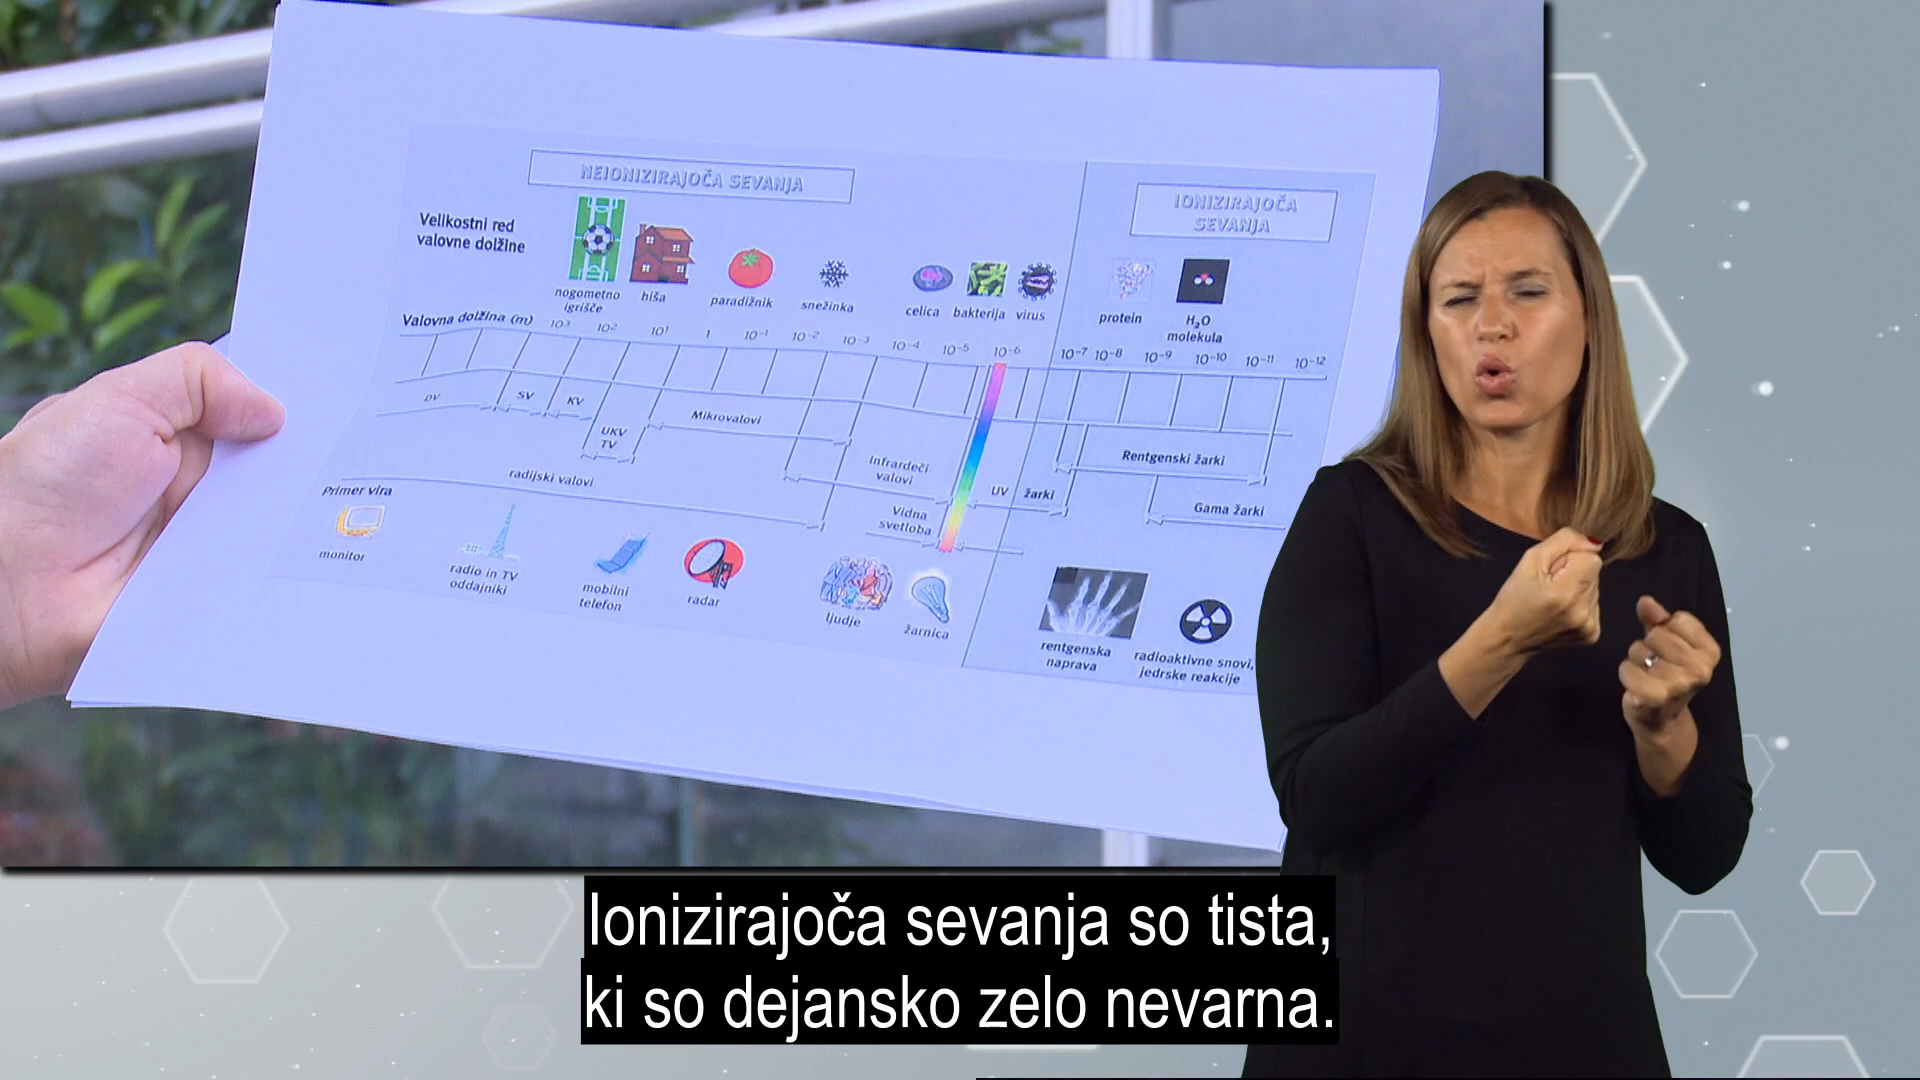 NEIONIZIRAJOČA SEVANJA
IONIZIRAJOČA
SEVANJA
Velikostni red
valovne dolžine
nogometno
igrišče
hiša
paradižnik
snežinka
celica
bakterija
virus
protein
H₂O
molekula
Valovna dolžina (m)
10³ 10² 10¹ 1 10⁻¹ 10⁻² 10⁻³ 10⁻⁴ 10⁻⁵ 10⁻⁶ 10⁻⁷ 10⁻⁸ 10⁻⁹ 10⁻¹⁰ 10⁻¹¹ 10⁻¹²
DV
SV
KV
UKV
TV
Mikrovalovi
Infrardeči
valovi
Vidna
svetloba
UV žarki
Rentgenski žarki
Gama žarki
radijski valovi
Primer vira
monitor
radio in TV
oddajniki
mobilni
telefon
radar
ljudje
žarnica
rentgenska
naprava
radioaktivne snovi,
jedrske reakcije
Ionizirajoča sevanja so tista,
ki so dejansko zelo nevarna.